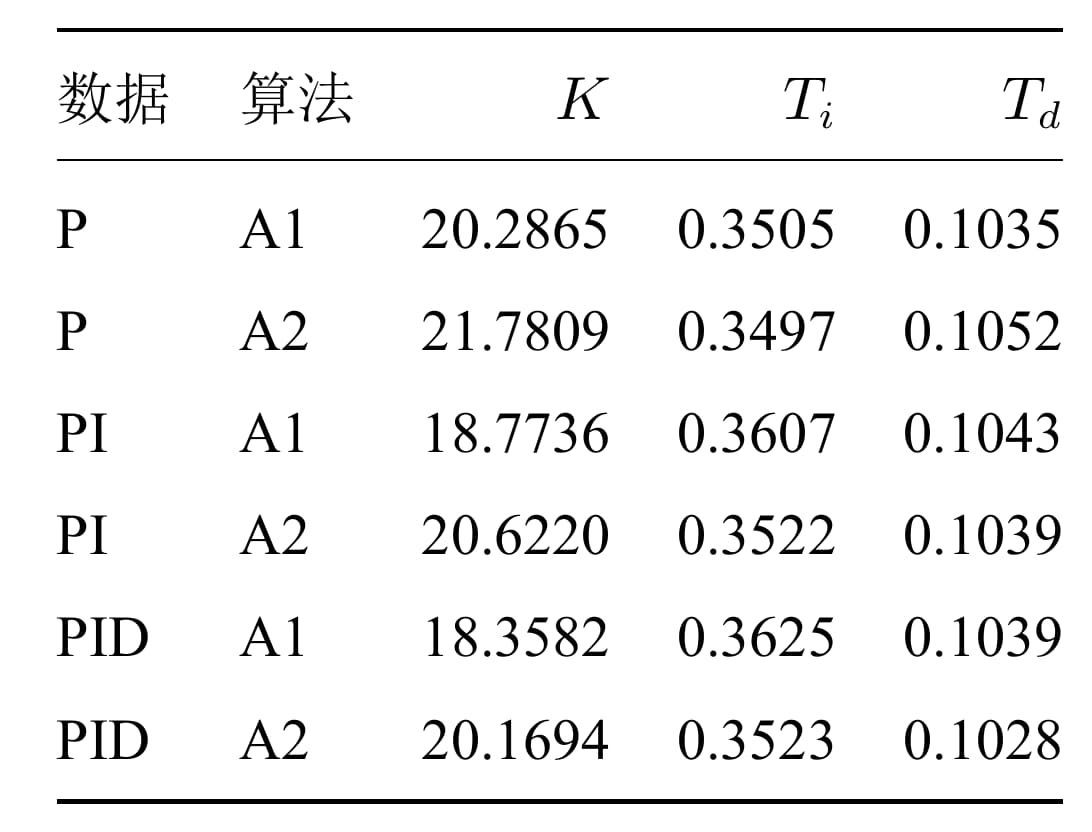 数据 算法 K T_i T_d
P A1 20.2865 0.3505 0.1035
P A2 21.7809 0.3497 0.1052
PI A1 18.7736 0.3607 0.1043
PI A2 20.6220 0.3522 0.1039
PID A1 18.3582 0.3625 0.1039
PID A2 20.1694 0.3523 0.1028